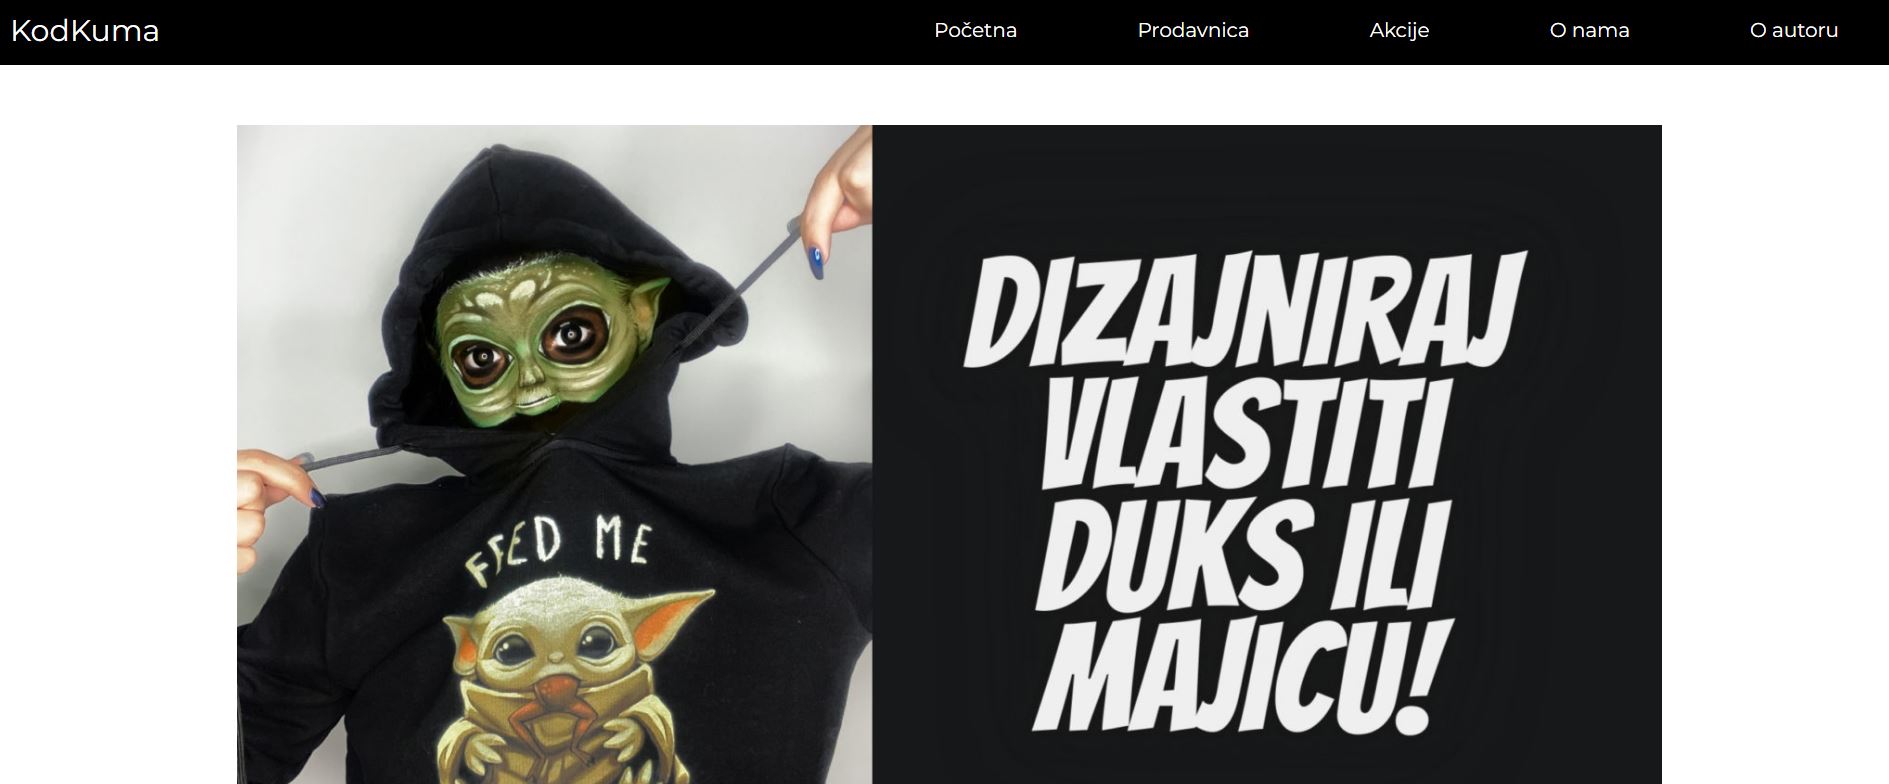 KodKuma
Početna Prodavnica Akcije O nama O autoru
DIZAJNIRAJ
VLASTITI
DUKS ILI
MAJICU!
FEED ME